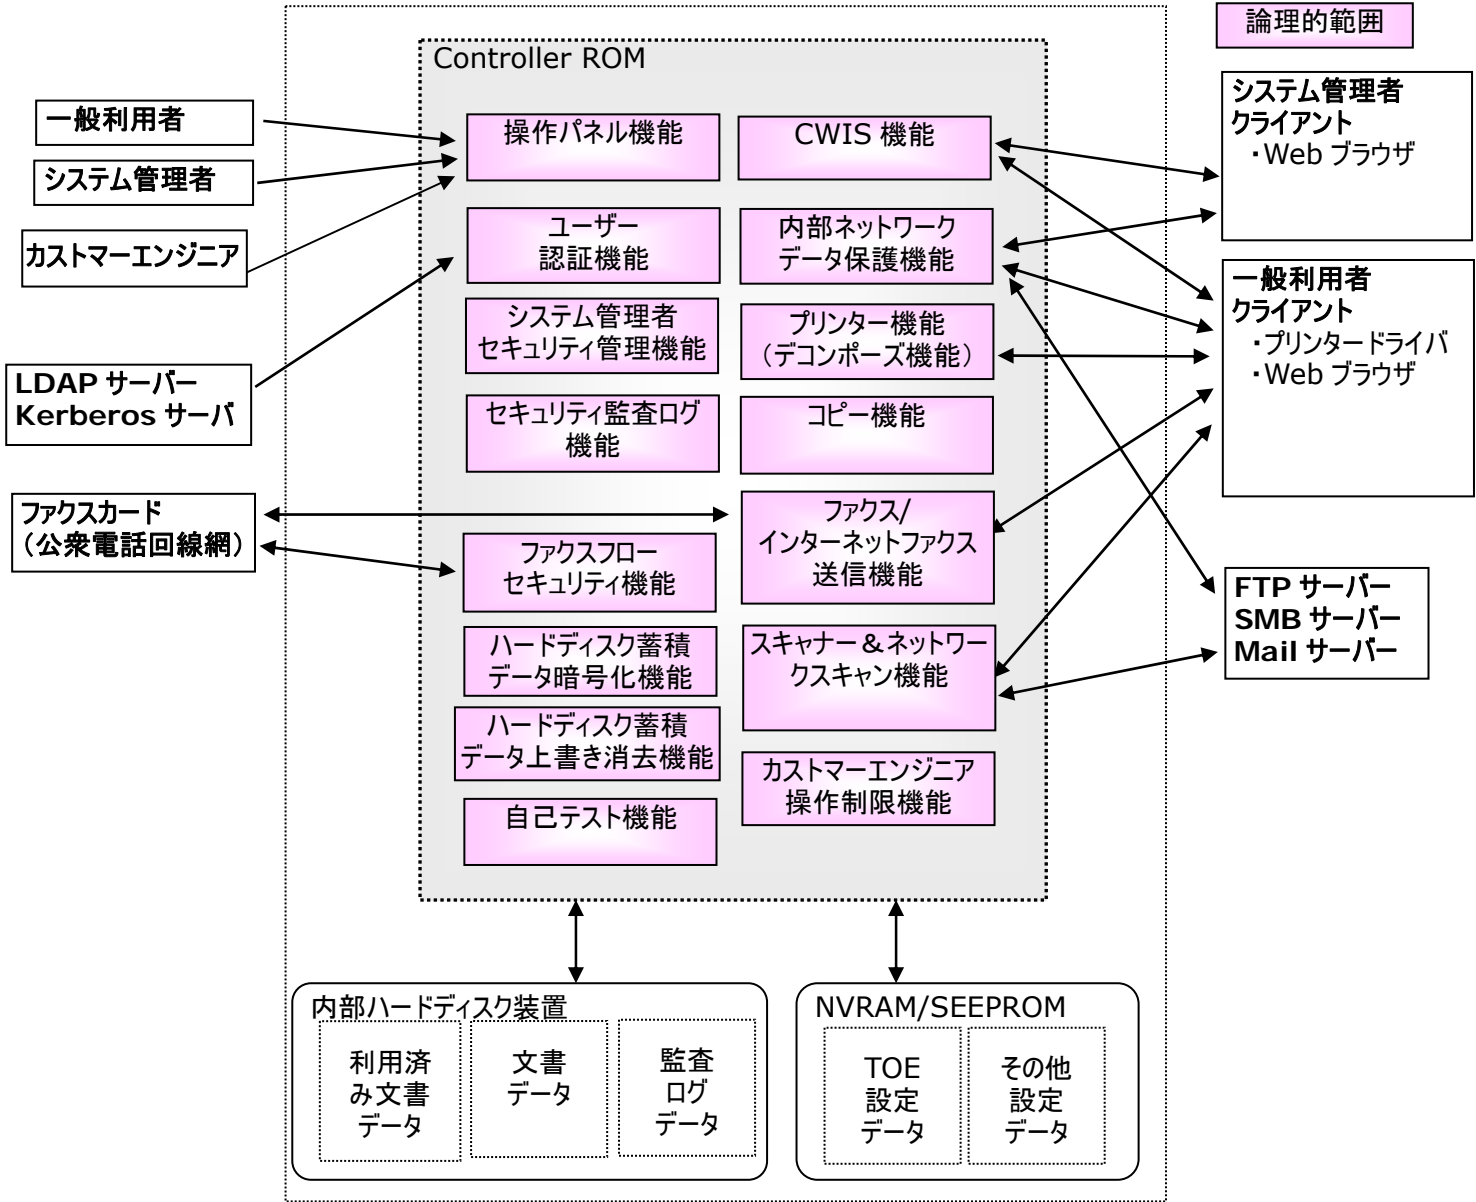 論理的範囲
Controller ROM
一般利用者
システム管理者
カストマーエンジニア
LDAP サーバー
Kerberos サーバ
ファクスカード
（公衆電話回線網）
操作パネル機能
ユーザー
認証機能
システム管理者
セキュリティ管理機能
セキュリティ監査ログ
機能
ファクスフロー
セキュリティ機能
ハードディスク蓄積
データ暗号化機能
ハードディスク蓄積
データ上書き消去機能
自己テスト機能
CWIS 機能
内部ネットワーク
データ保護機能
プリンター機能
（デコンポーズ機能）
コピー機能
ファクス/
インターネットファクス
送信機能
スキャナー＆ネットワー
クスキャン機能
カストマーエンジニア
操作制限機能
システム管理者
クライアント
・Web ブラウザ
一般利用者
クライアント
・プリンタードライバ
・Web ブラウザ
FTP サーバー
SMB サーバー
Mail サーバー
内部ハードディスク装置
利用済
み文書
データ
文書
データ
監査
ログ
データ
NVRAM/SEEPROM
TOE
設定
データ
その他
設定
データ